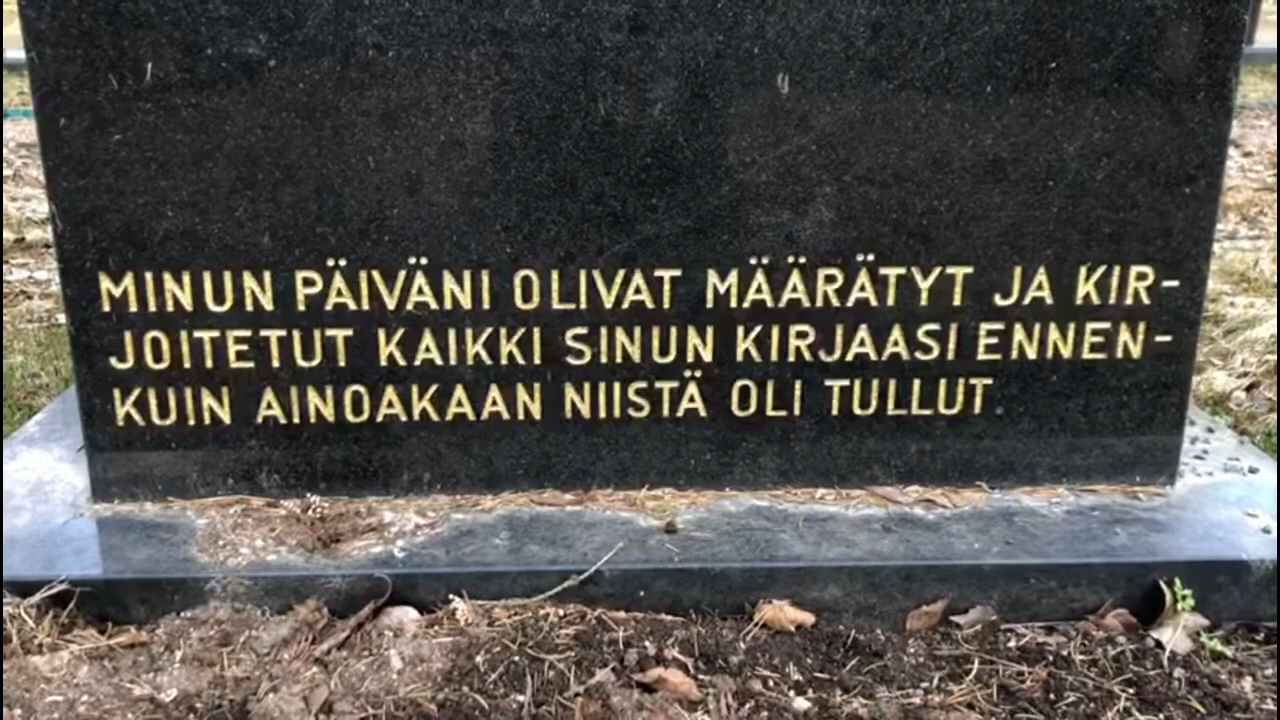 MINUN PÄIVÄNI OLIVAT MÄÄRÄTYT JA KIR-
JOITETUT KAIKKI SINUN KIRJAASI ENNEN-
KUIN AINOAKAAN NIISTÄ OLI TULLUT